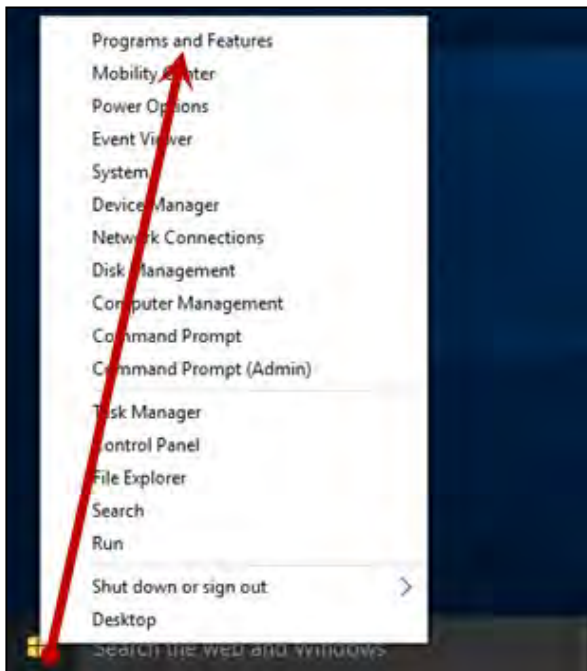 Programs and Features
Mobility Center
Power Options
Event Viewer
System
Device Manager
Network Connections
Disk Management
Computer Management
Command Prompt
Command Prompt (Admin)
Task Manager
Control Panel
File Explorer
Search
Run
Shut down or sign out
Desktop
Search the web and Windows